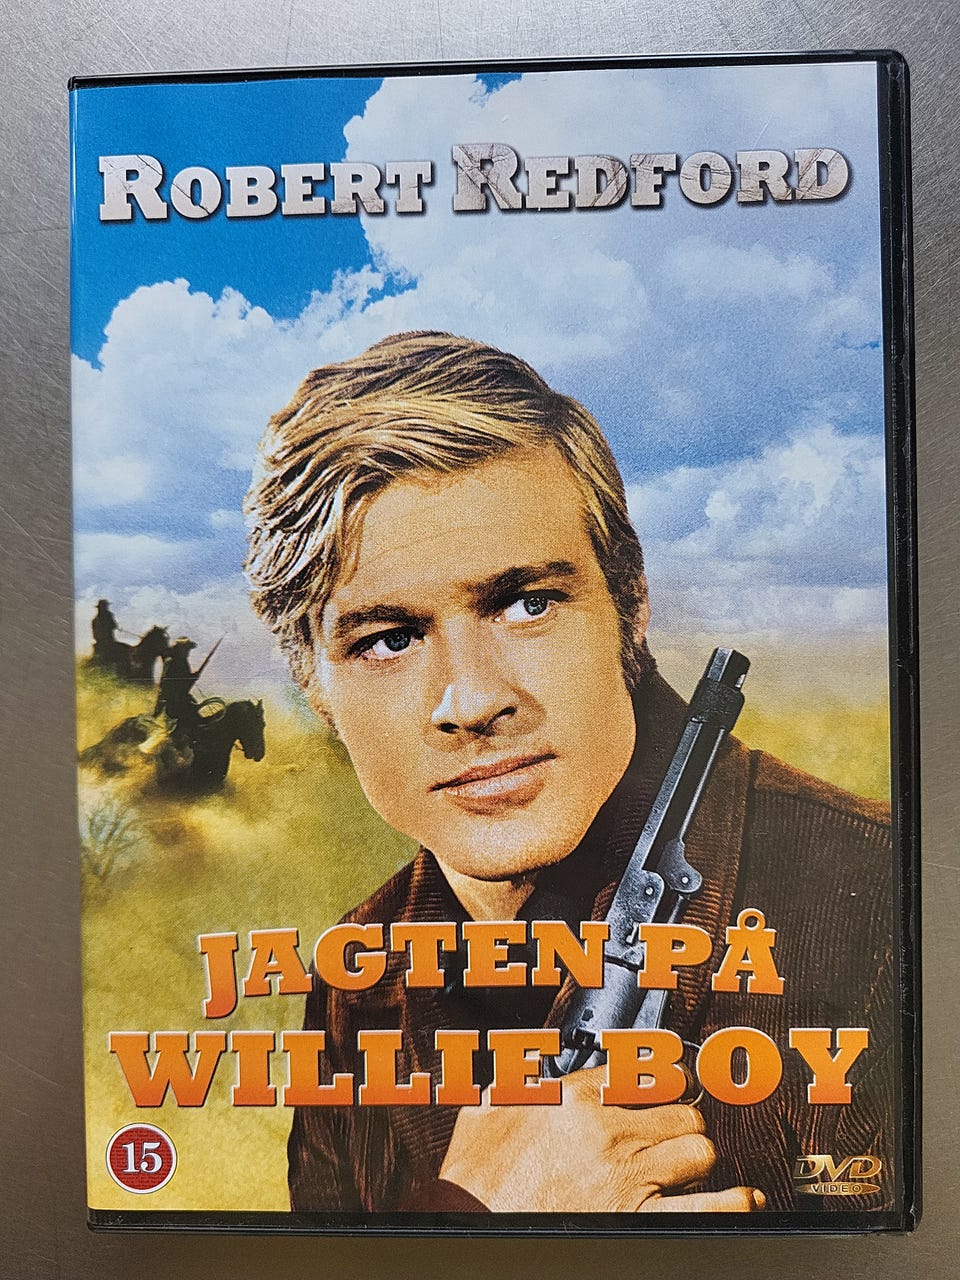 ROBERT REDFORD
JAGTEN PÅ
WILLIE BOY
15
DVD
VIDEO